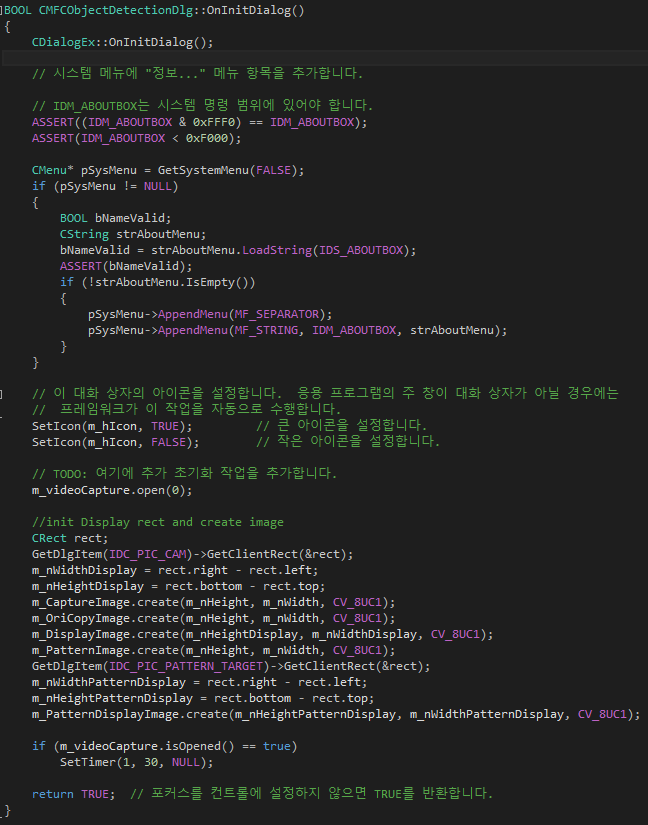 BOOL CMFCObjectDetectionDlg::OnInitDialog()
{
CDialogEx::OnInitDialog();
// 시스템 메뉴에 "정보..." 메뉴 항목을 추가합니다.
// IDM_ABOUTBOX는 시스템 명령 범위에 있어야 합니다.
ASSERT((IDM_ABOUTBOX & 0xFFF0) == IDM_ABOUTBOX);
ASSERT(IDM_ABOUTBOX < 0xF000);
CMenu* pSysMenu = GetSystemMenu(FALSE);
if (pSysMenu != NULL)
{
BOOL bNameValid;
CString strAboutMenu;
bNameValid = strAboutMenu.LoadString(IDS_ABOUTBOX);
ASSERT(bNameValid);
if (!strAboutMenu.IsEmpty())
{
pSysMenu->AppendMenu(MF_SEPARATOR);
pSysMenu->AppendMenu(MF_STRING, IDM_ABOUTBOX, strAboutMenu);
}
}
// 이 대화 상자의 아이콘을 설정합니다.  응용 프로그램의 주 창이 대화 상자가 아닐 경우에는
//  프레임워크가 이 작업을 자동으로 수행합니다.
SetIcon(m_hIcon, TRUE);         // 큰 아이콘을 설정합니다.
SetIcon(m_hIcon, FALSE);        // 작은 아이콘을 설정합니다.
// TODO: 여기에 추가 초기화 작업을 추가합니다.
m_videoCapture.open(0);
//init Display rect and create image
CRect rect;
GetDlgItem(IDC_PIC_CAM)->GetClientRect(&rect);
m_nWidthDisplay = rect.right - rect.left;
m_nHeightDisplay = rect.bottom - rect.top;
m_CaptureImage.create(m_nHeight, m_nWidth, CV_8UC1);
m_OriCopyImage.create(m_nHeight, m_nWidth, CV_8UC1);
m_DisplayImage.create(m_nHeightDisplay, m_nWidthDisplay, CV_8UC1);
m_PatternImage.create(m_nHeight, m_nWidth, CV_8UC1);
GetDlgItem(IDC_PIC_PATTERN_TARGET)->GetClientRect(&rect);
m_nWidthPatternDisplay = rect.right - rect.left;
m_nHeightPatternDisplay = rect.bottom - rect.top;
m_PatternDisplayImage.create(m_nHeightPatternDisplay, m_nWidthPatternDisplay, CV_8UC1);
if (m_videoCapture.isOpened() == true)
SetTimer(1, 30, NULL);
return TRUE;  // 포커스를 컨트롤에 설정하지 않으면 TRUE를 반환합니다.
}